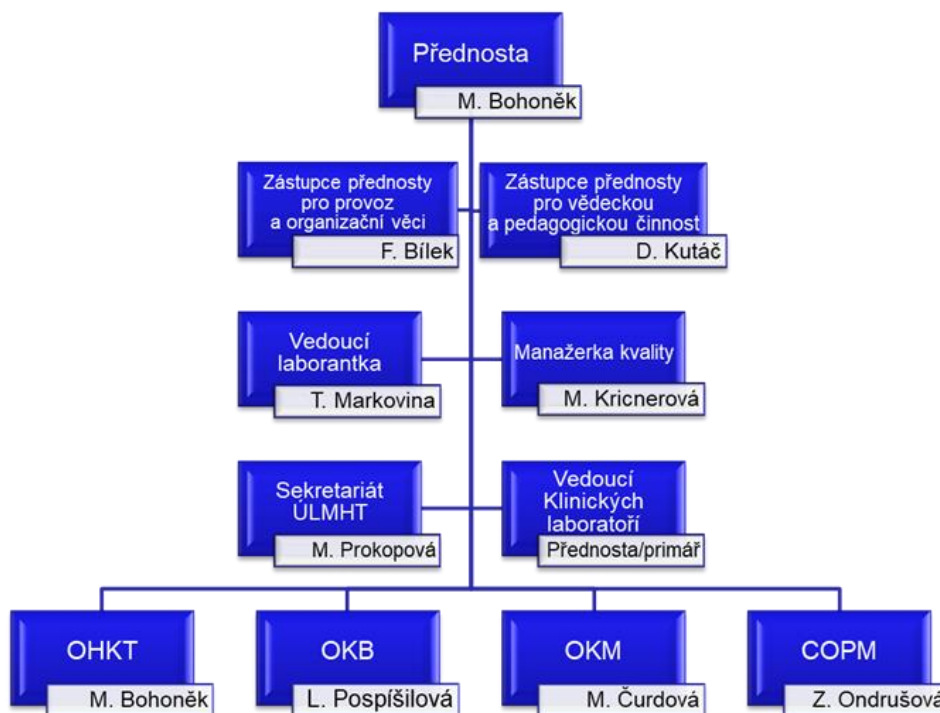 Přednosta
M. Bohoněk
Zástupce přednosty
pro provoz
a organizační věci
F. Bílek
Zástupce přednosty
pro vědeckou
a pedagogickou činnost
D. Kutáč
Vedoucí
laborantka
T. Markovina
Manažerka kvality
M. Kricnerová
Sekretariát
ÚLMHT
M. Prokopová
Vedoucí
Klinických
laboratoří
Přednosta/primář
OHKT
M. Bohoněk
OKB
L. Pospíšilová
OKM
M. Čurdová
COPM
Z. Ondrušová